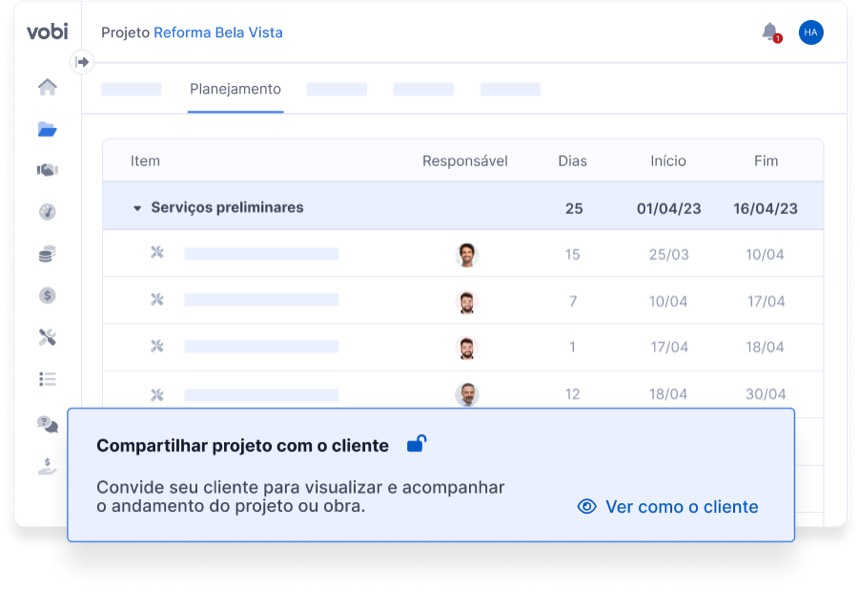 vobi
Projeto Reforma Bela Vista
1
HA
Planejamento
Item Responsável Dias Início Fim
Serviços preliminares 25 01/04/23 16/04/23
15 25/03 10/04
7 10/04 17/04
1 17/04 18/04
12 18/04 30/04
Compartilhar projeto com o cliente
Convide seu cliente para visualizar e acompanhar
o andamento do projeto ou obra.
Ver como o cliente